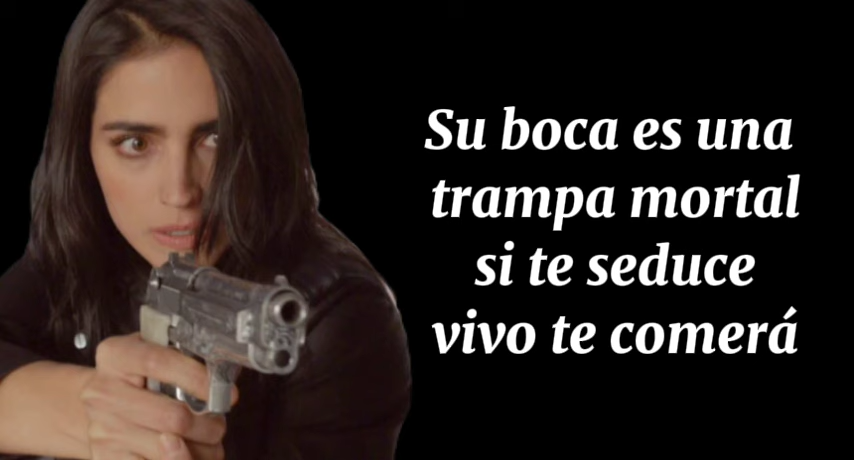 Su boca es una
trampa mortal
si te seduce
vivo te comerá